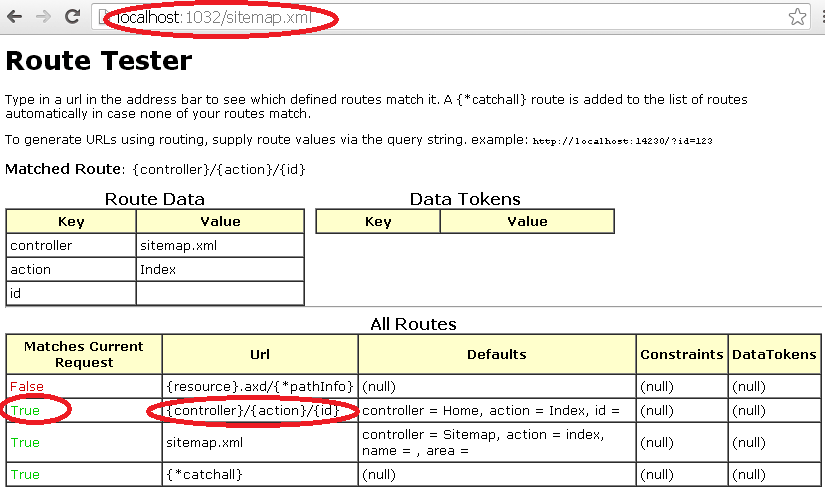 localhost:1032/sitemap.xml
Route Tester
Type in a url in the address bar to see which defined routes match it. A {*catchall} route is added to the list of routes
automatically in case none of your routes match.
To generate URLs using routing, supply route values via the query string. example: http://localhost:14230/?id=123
Matched Route: {controller}/{action}/{id}
Route Data
Key Value
controller sitemap.xml
action Index
id
Data Tokens
Key Value
All Routes
Matches Current
Request
Url Defaults Constraints DataTokens
False {resource}.axd/{*pathInfo} (null) (null) (null)
True {controller}/{action}/{id} controller = Home, action = Index, id = (null) (null)
True sitemap.xml controller = Sitemap, action = index,
name = , area = (null) (null)
True {*catchall} (null) (null) (null)